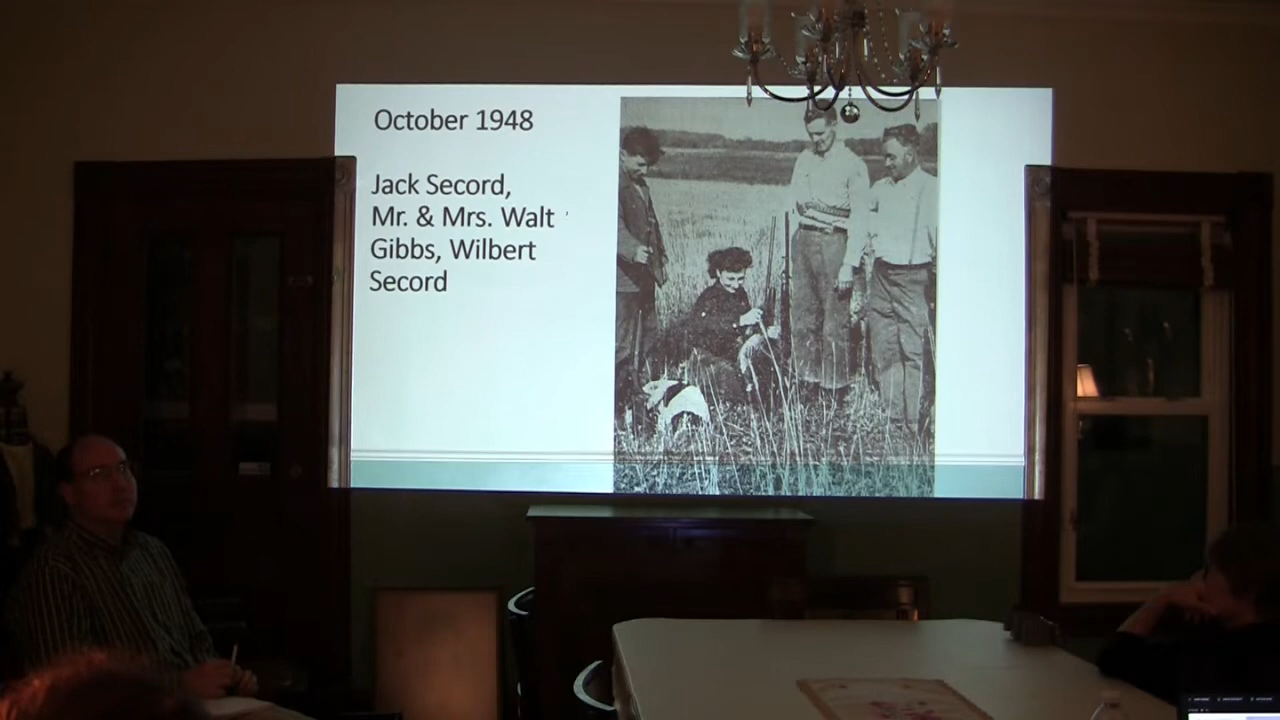 October 1948
Jack Secord,
Mr. & Mrs. Walt
Gibbs, Wilbert
Secord